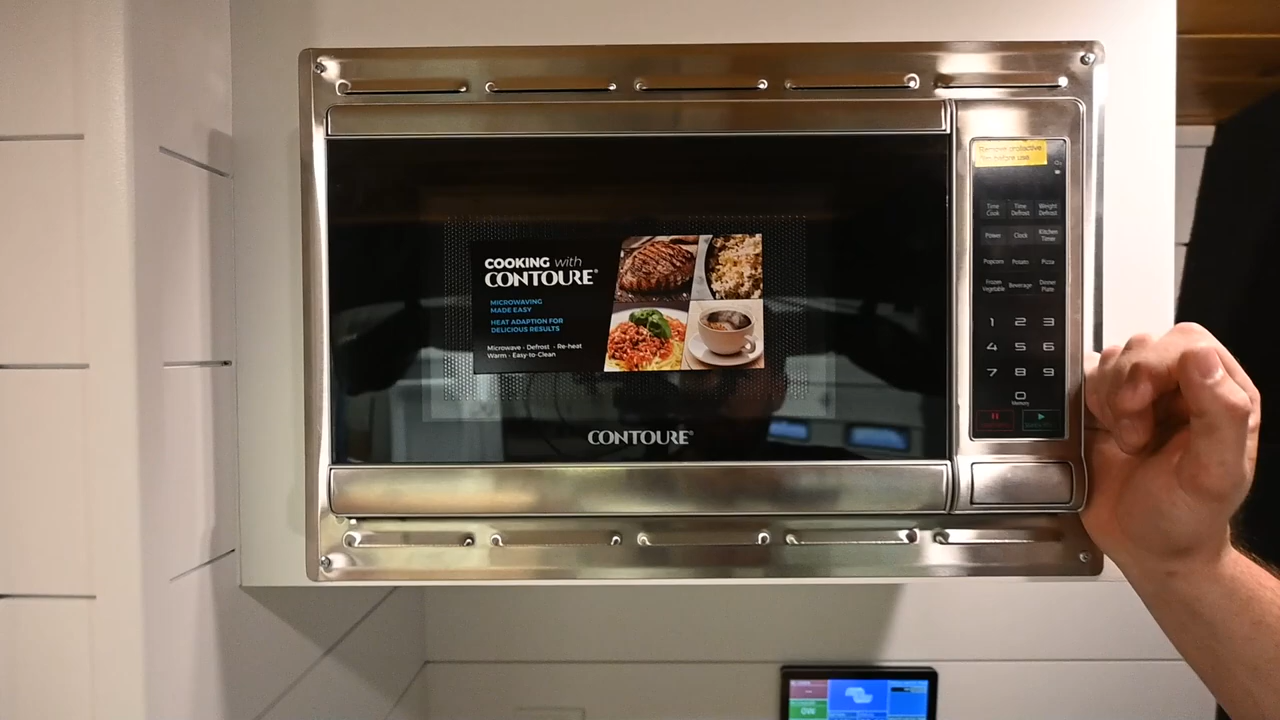 COOKING with
CONTOURE®
MICROWAVING
MADE EASY
HEAT ADAPTION FOR
DELICIOUS RESULTS
Microwave - Defrost - Re-heat
Warm - Easy-to-Clean
CONTOURE®
Remove protective
film before use
Time Cook
Time Defrost
Weight Defrost
Power
Clock
Kitchen Timer
Popcorn
Potato
Pizza
Frozen Vegetable
Beverage
Dinner Plate
1 2 3
4 5 6
7 8 9
0
Memory
0W